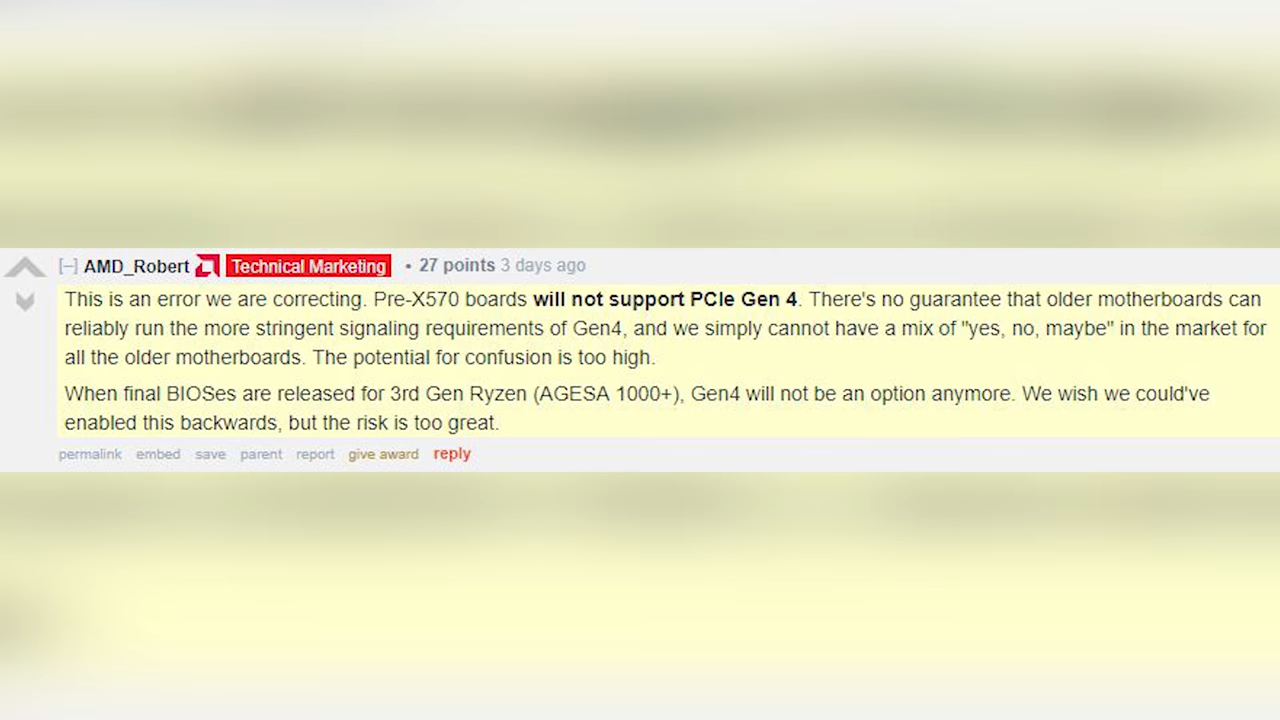 [–] AMD_Robert Technical Marketing • 27 points 3 days ago
This is an error we are correcting. Pre-X570 boards will not support PCIe Gen 4. There's no guarantee that older motherboards can
reliably run the more stringent signaling requirements of Gen4, and we simply cannot have a mix of "yes, no, maybe" in the market for
all the older motherboards. The potential for confusion is too high.
When final BIOSes are released for 3rd Gen Ryzen (AGESA 1000+), Gen4 will not be an option anymore. We wish we could've
enabled this backwards, but the risk is too great.
permalink embed save parent report give award reply